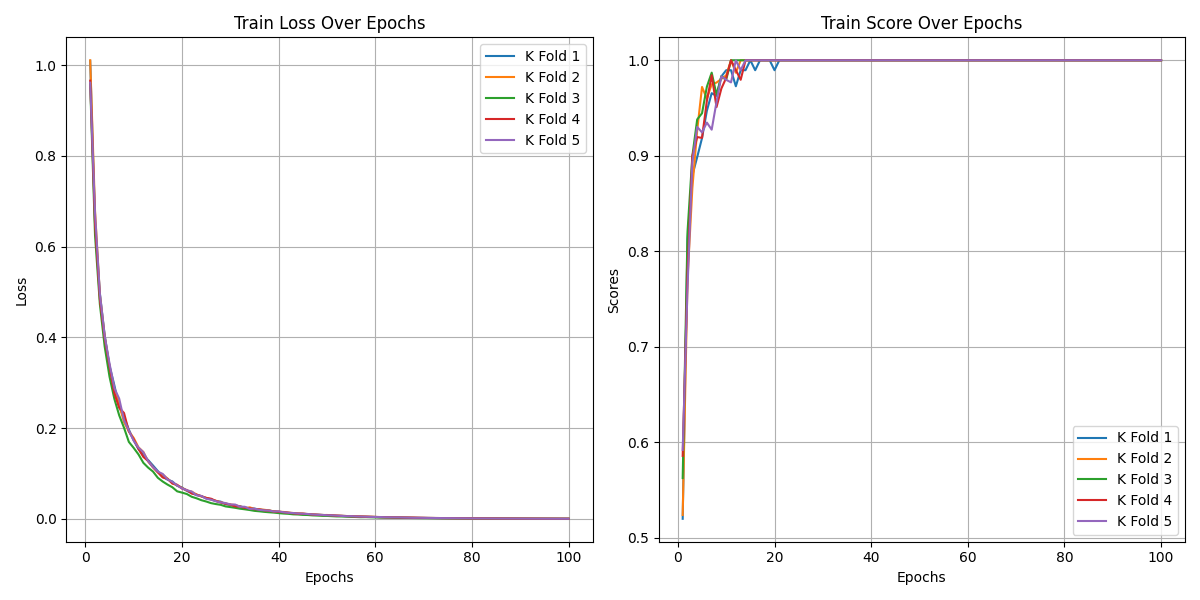 Train Loss Over Epochs
Loss
1.0
0.8
0.6
0.4
0.2
0.0
0 20 40 60 80 100
Epochs
K Fold 1
K Fold 2
K Fold 3
K Fold 4
K Fold 5
Train Score Over Epochs
Scores
1.0
0.9
0.8
0.7
0.6
0.5
0 20 40 60 80 100
Epochs
K Fold 1
K Fold 2
K Fold 3
K Fold 4
K Fold 5